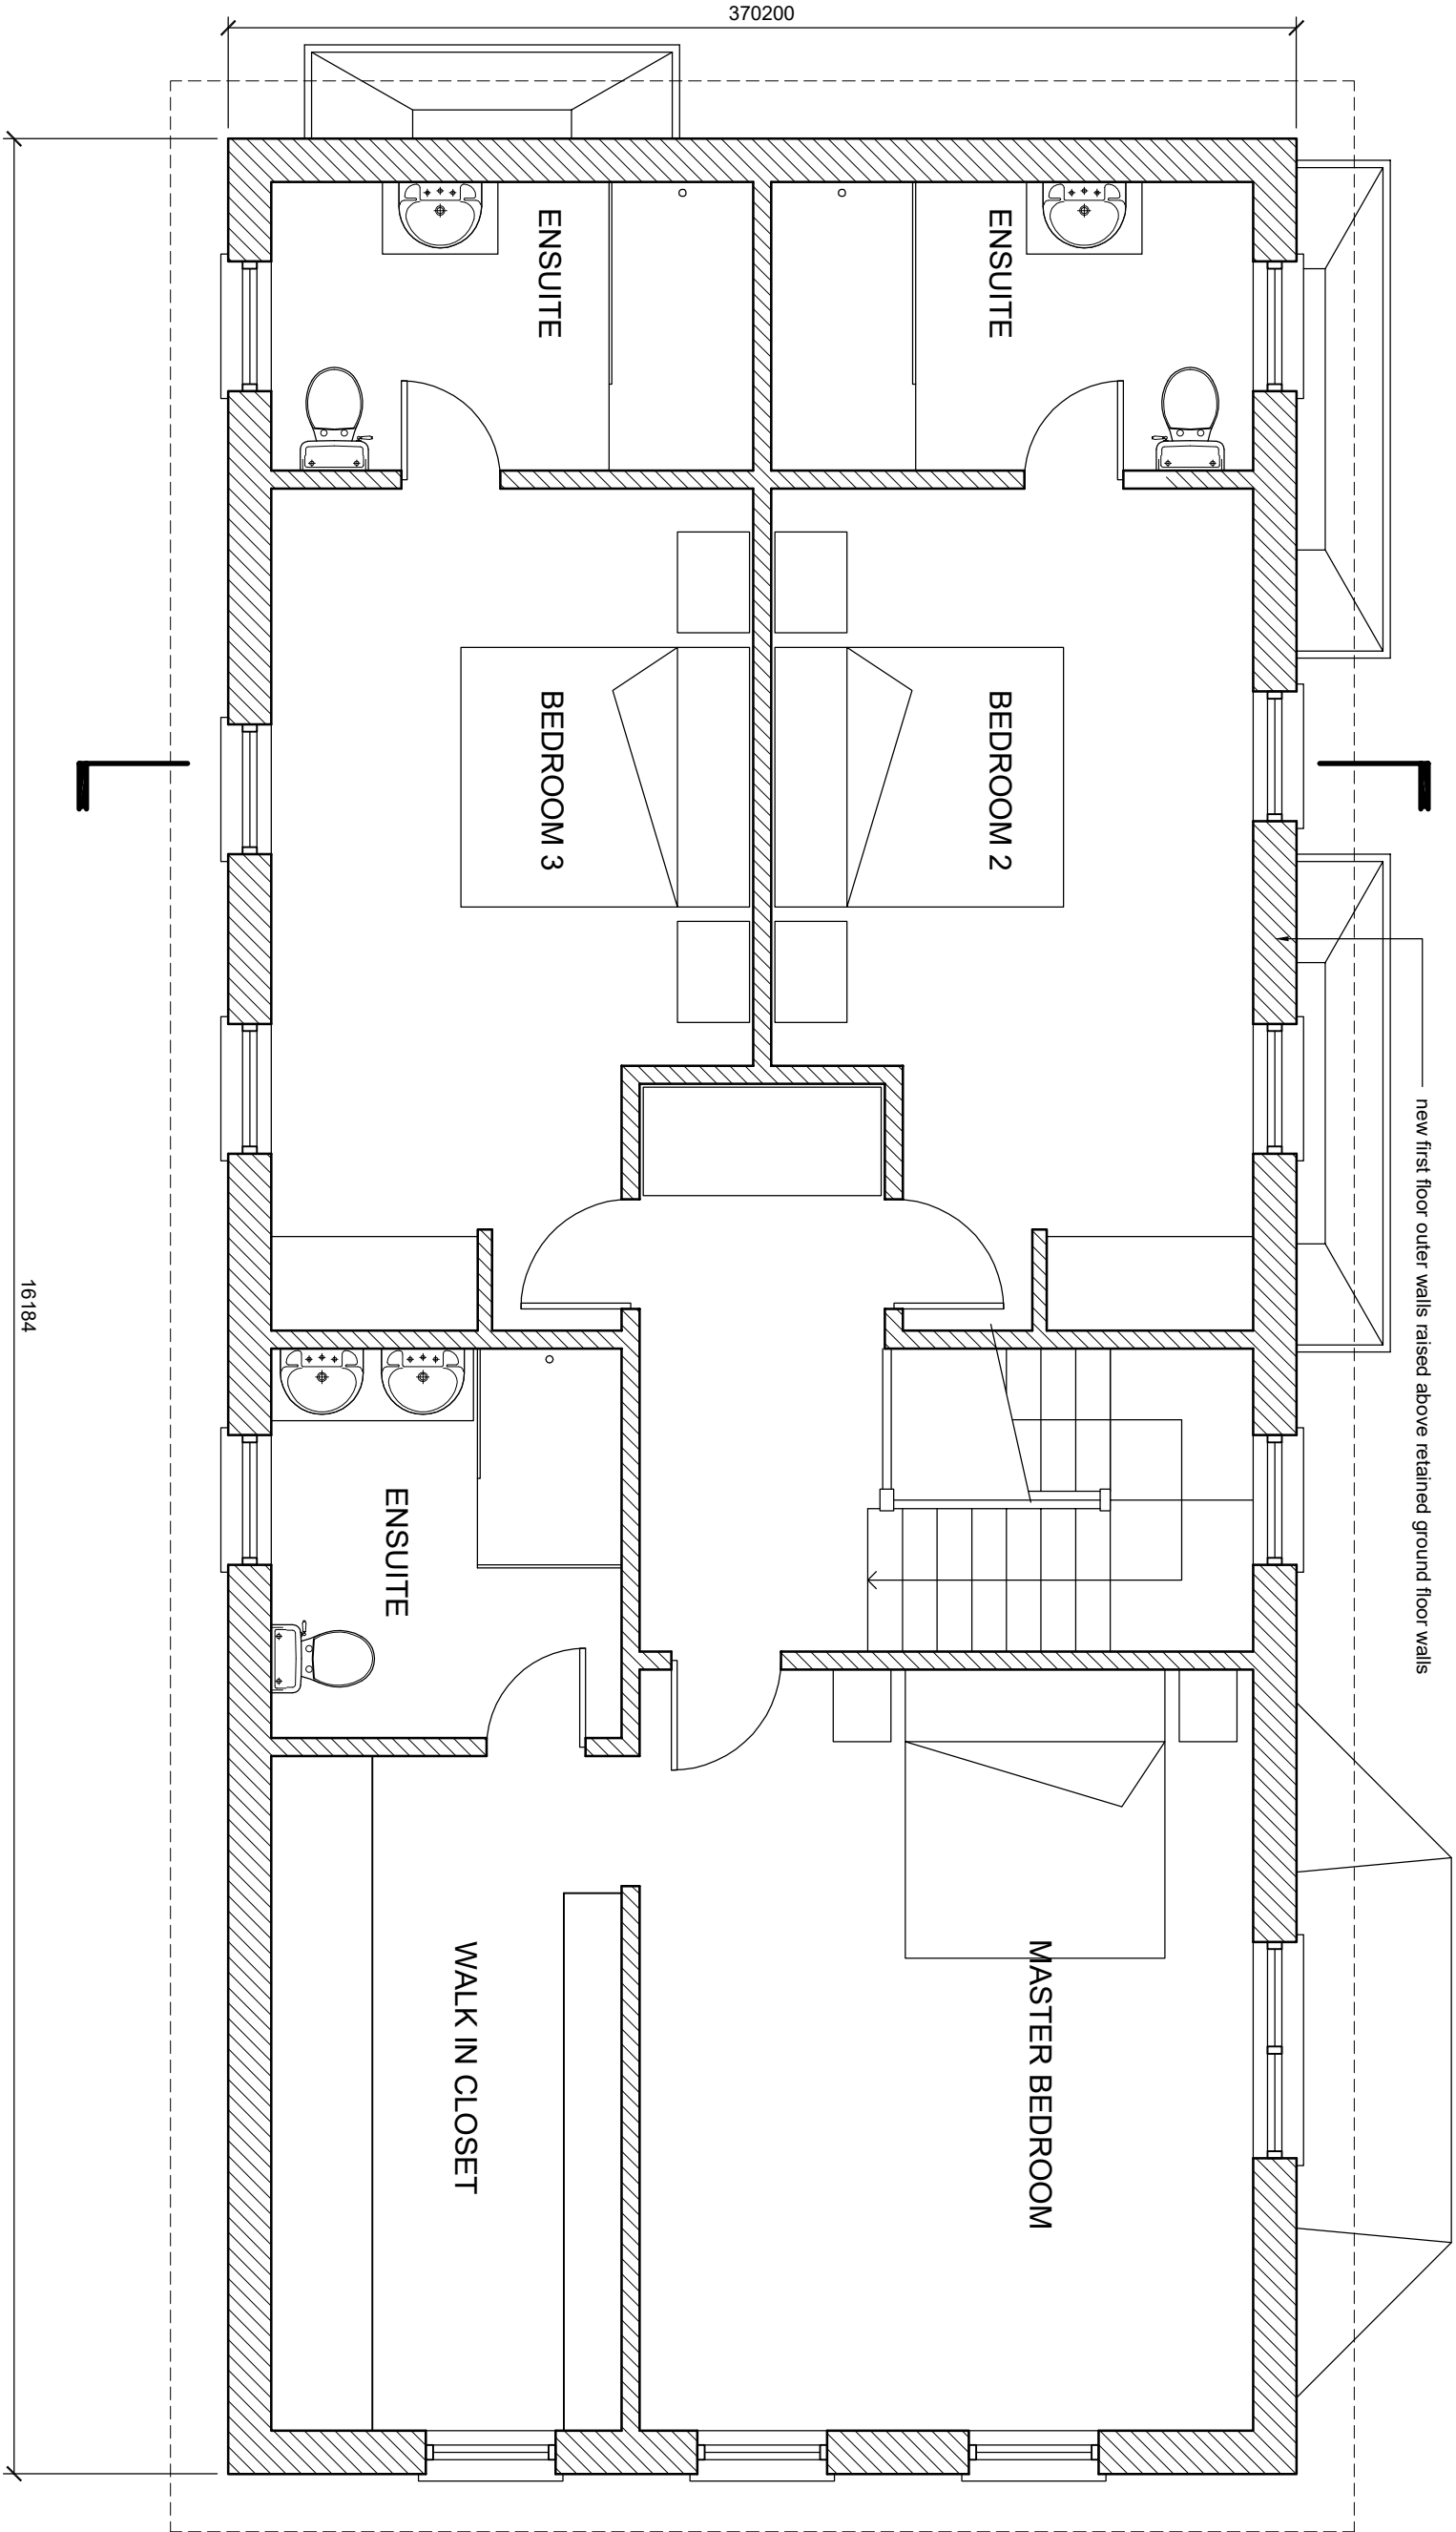 370200
ENSUITE
ENSUITE
BEDROOM 3
BEDROOM 2
new first floor outer walls raised above retained ground floor walls
16184
ENSUITE
WALK IN CLOSET
MASTER BEDROOM